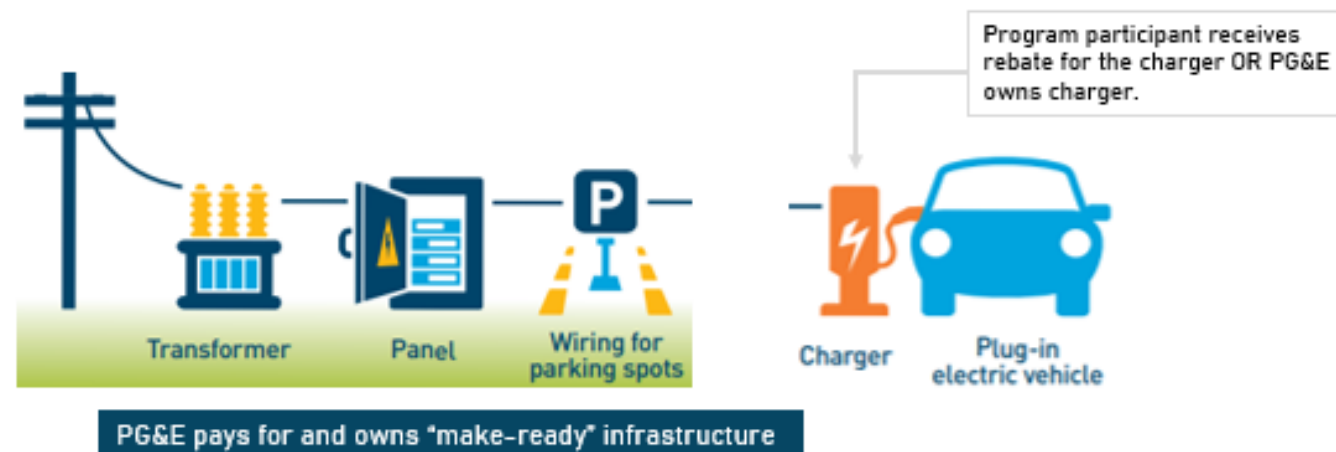 Program participant receives
rebate for the charger OR PG&E
owns charger.
P
Transformer
Panel
Wiring for
parking spots
Charger
Plug-in
electric vehicle
PG&E pays for and owns “make-ready” infrastructure